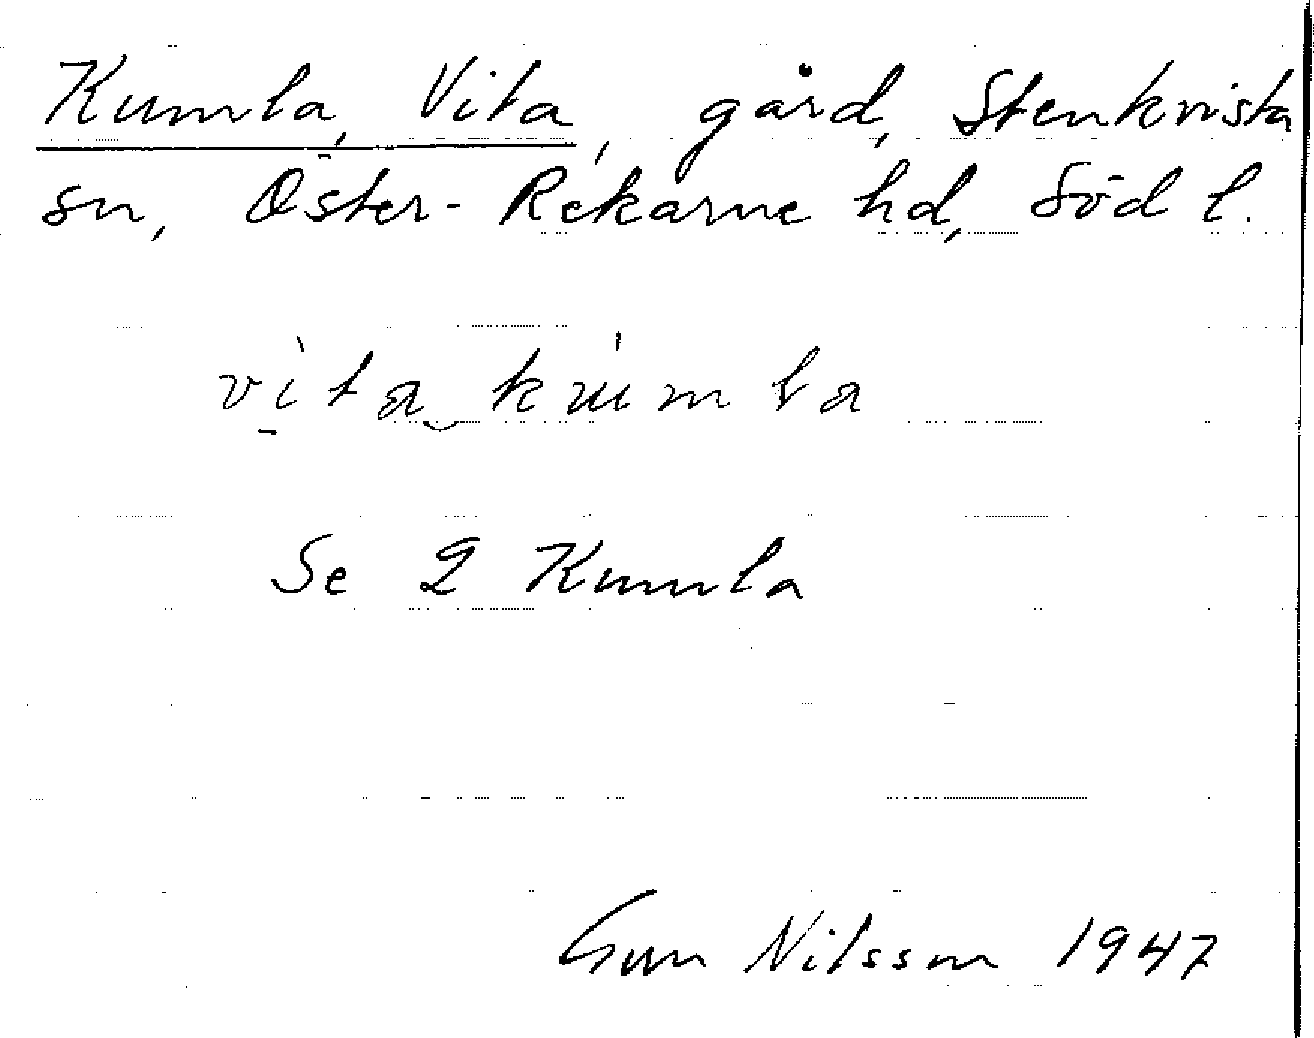 Kumla, Vita, gård, Stenkvista
sn, Öster-Rekarne hd, Söd l.
vita kumla
Se 2 Kumla
Gun Nilsson 1947